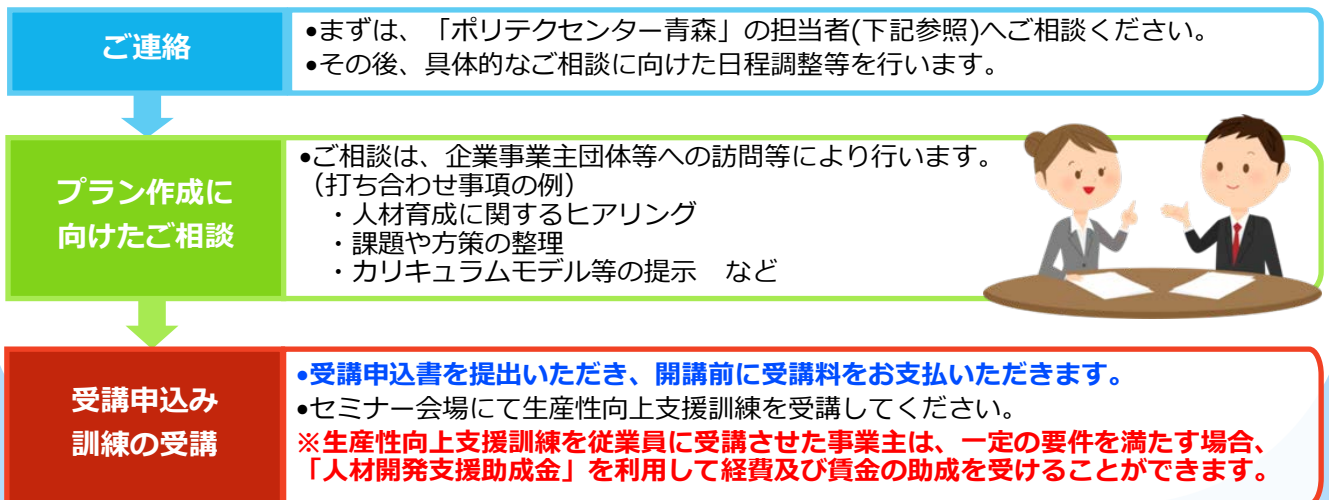 ご連絡
•まずは、「ポリテクセンター青森」の担当者(下記参照)へご相談ください。
•その後、具体的なご相談に向けた日程調整等を行います。
プラン作成に
向けたご相談
•ご相談は、企業事業主団体等への訪問等により行います。
（打ち合わせ事項の例）
・人材育成に関するヒアリング
・課題や方策の整理
・カリキュラムモデル等の提示　など
受講申込み
訓練の受講
•受講申込書を提出いただき、開講前に受講料をお支払いただきます。
•セミナー会場にて生産性向上支援訓練を受講してください。
※生産性向上支援訓練を従業員に受講させた事業主は、一定の要件を満たす場合、
「人材開発支援助成金」を利用して経費及び賃金の助成を受けることができます。